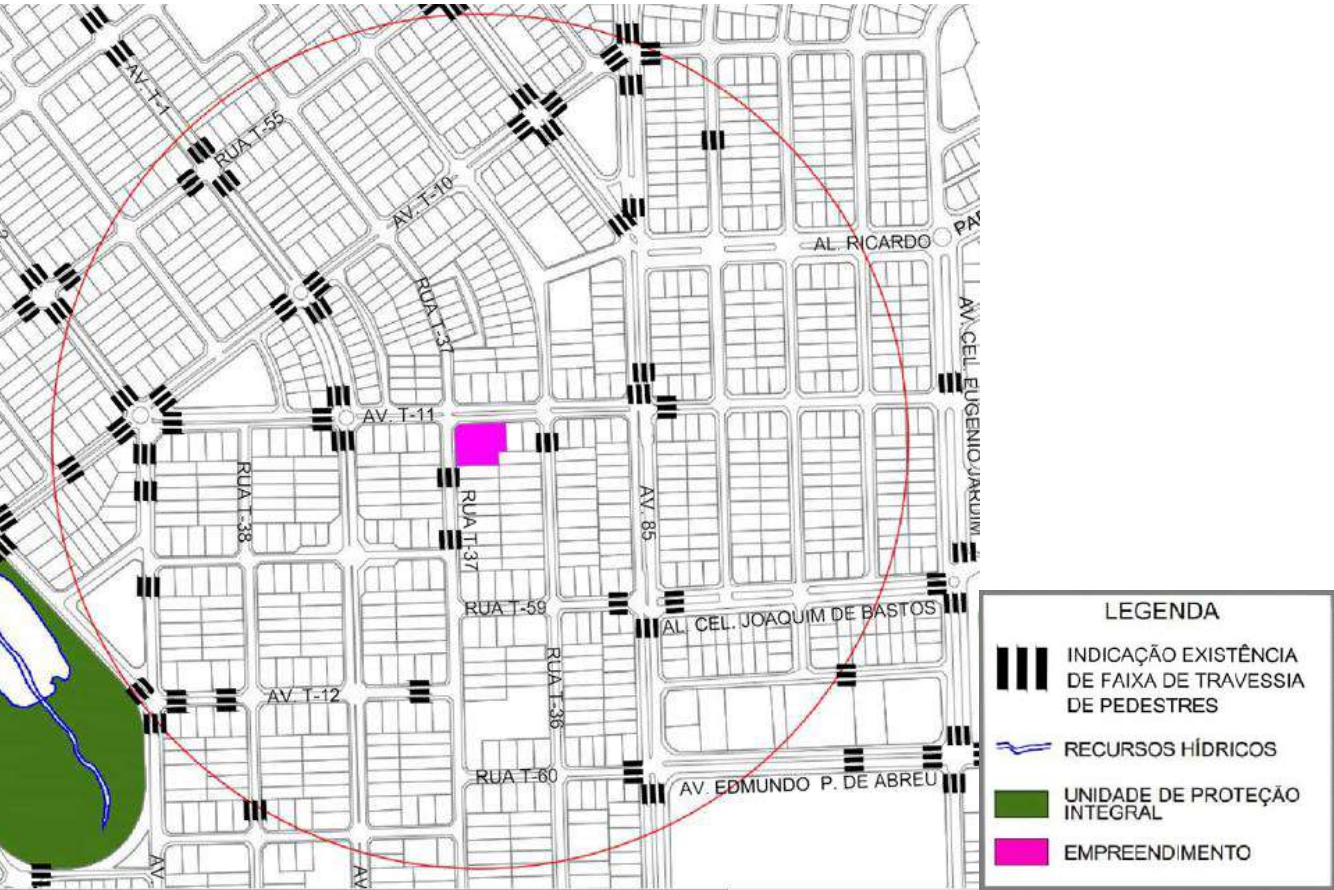 AV. T-1
RUA T-55
AV. T-10
AL. RICARDO
RUA T-37
AV. CEL. EUGENIO JARDIM
AV. T-11
RUA T-38
RUA T-37
AV. 85
RUA T-59
AL. CEL. JOAQUIM DE BASTOS
RUA T-36
AV. T-12
RUA T-60
AV. EDMUNDO P. DE ABREU
AV
AV
LEGENDA
INDICAÇÃO EXISTÊNCIA
DE FAIXA DE TRAVESSIA
DE PEDESTRES
RECURSOS HÍDRICOS
UNIDADE DE PROTEÇÃO
INTEGRAL
EMPREENDIMENTO